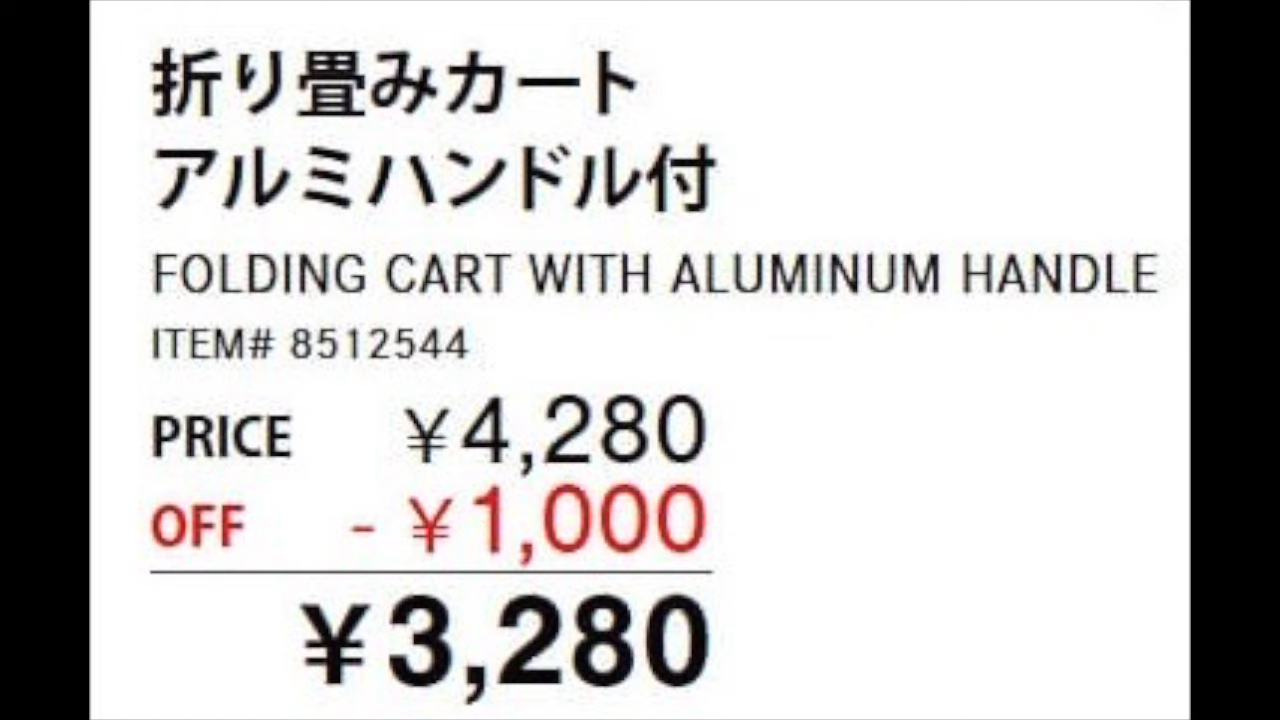 折り畳みカート
アルミハンドル付
FOLDING CART WITH ALUMINUM HANDLE
ITEM# 8512544
PRICE ¥4,280
OFF - ¥1,000
¥3,280